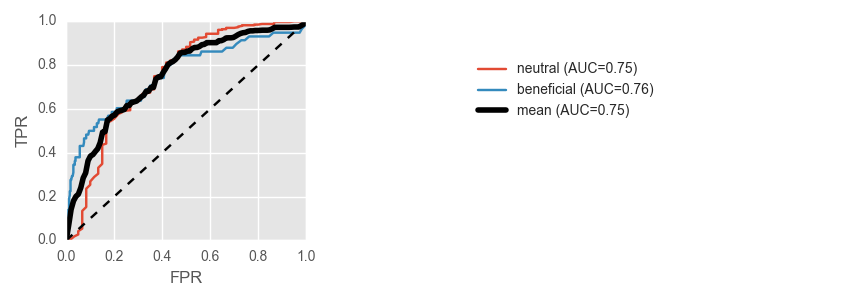 1.0
0.8
0.6
0.4
0.2
0.0
TPR
0.0 0.2 0.4 0.6 0.8 1.0
FPR
neutral (AUC=0.75)
beneficial (AUC=0.76)
mean (AUC=0.75)